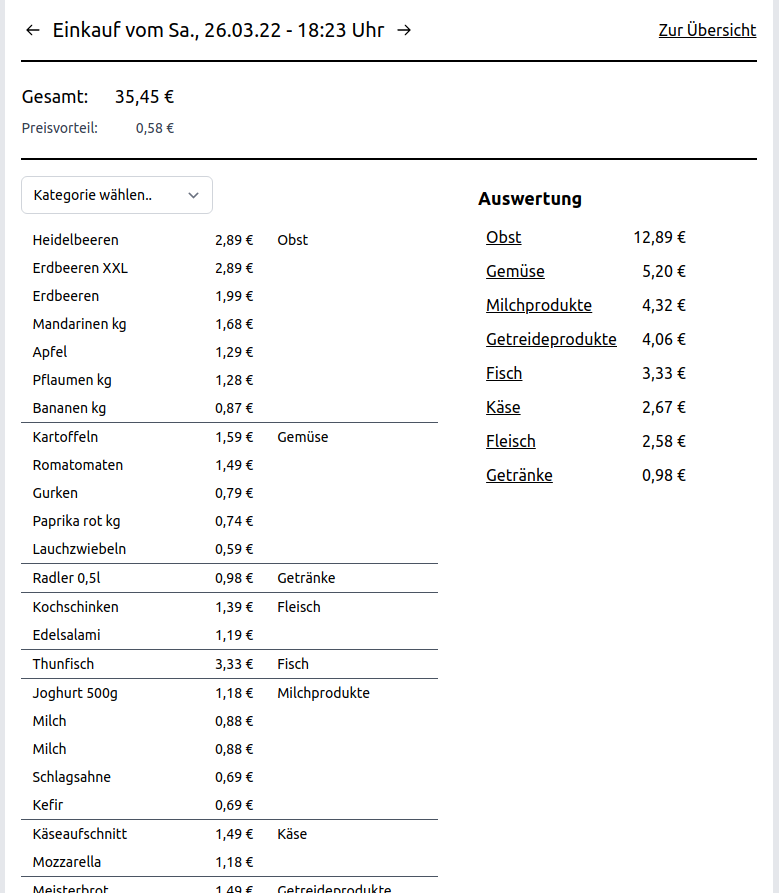 ← Einkauf vom Sa., 26.03.22 - 18:23 Uhr →
Zur Übersicht
Gesamt: 35,45 €
Preisvorteil: 0,58 €
Kategorie wählen..
Heidelbeeren 2,89 € Obst
Erdbeeren XXL 2,89 €
Erdbeeren 1,99 €
Mandarinen kg 1,68 €
Apfel 1,29 €
Pflaumen kg 1,28 €
Bananen kg 0,87 €
Kartoffeln 1,59 € Gemüse
Romatomaten 1,49 €
Gurken 0,79 €
Paprika rot kg 0,74 €
Lauchzwiebeln 0,59 €
Radler 0,5l 0,98 € Getränke
Kochschinken 1,39 € Fleisch
Edelsalami 1,19 €
Thunfisch 3,33 € Fisch
Joghurt 500g 1,18 € Milchprodukte
Milch 0,88 €
Milch 0,88 €
Schlagsahne 0,69 €
Kefir 0,69 €
Käseaufschnitt 1,49 € Käse
Mozzarella 1,18 €
Meisterbrot 1,49 € Getreideprodukte
Auswertung
Obst 12,89 €
Gemüse 5,20 €
Milchprodukte 4,32 €
Getreideprodukte 4,06 €
Fisch 3,33 €
Käse 2,67 €
Fleisch 2,58 €
Getränke 0,98 €